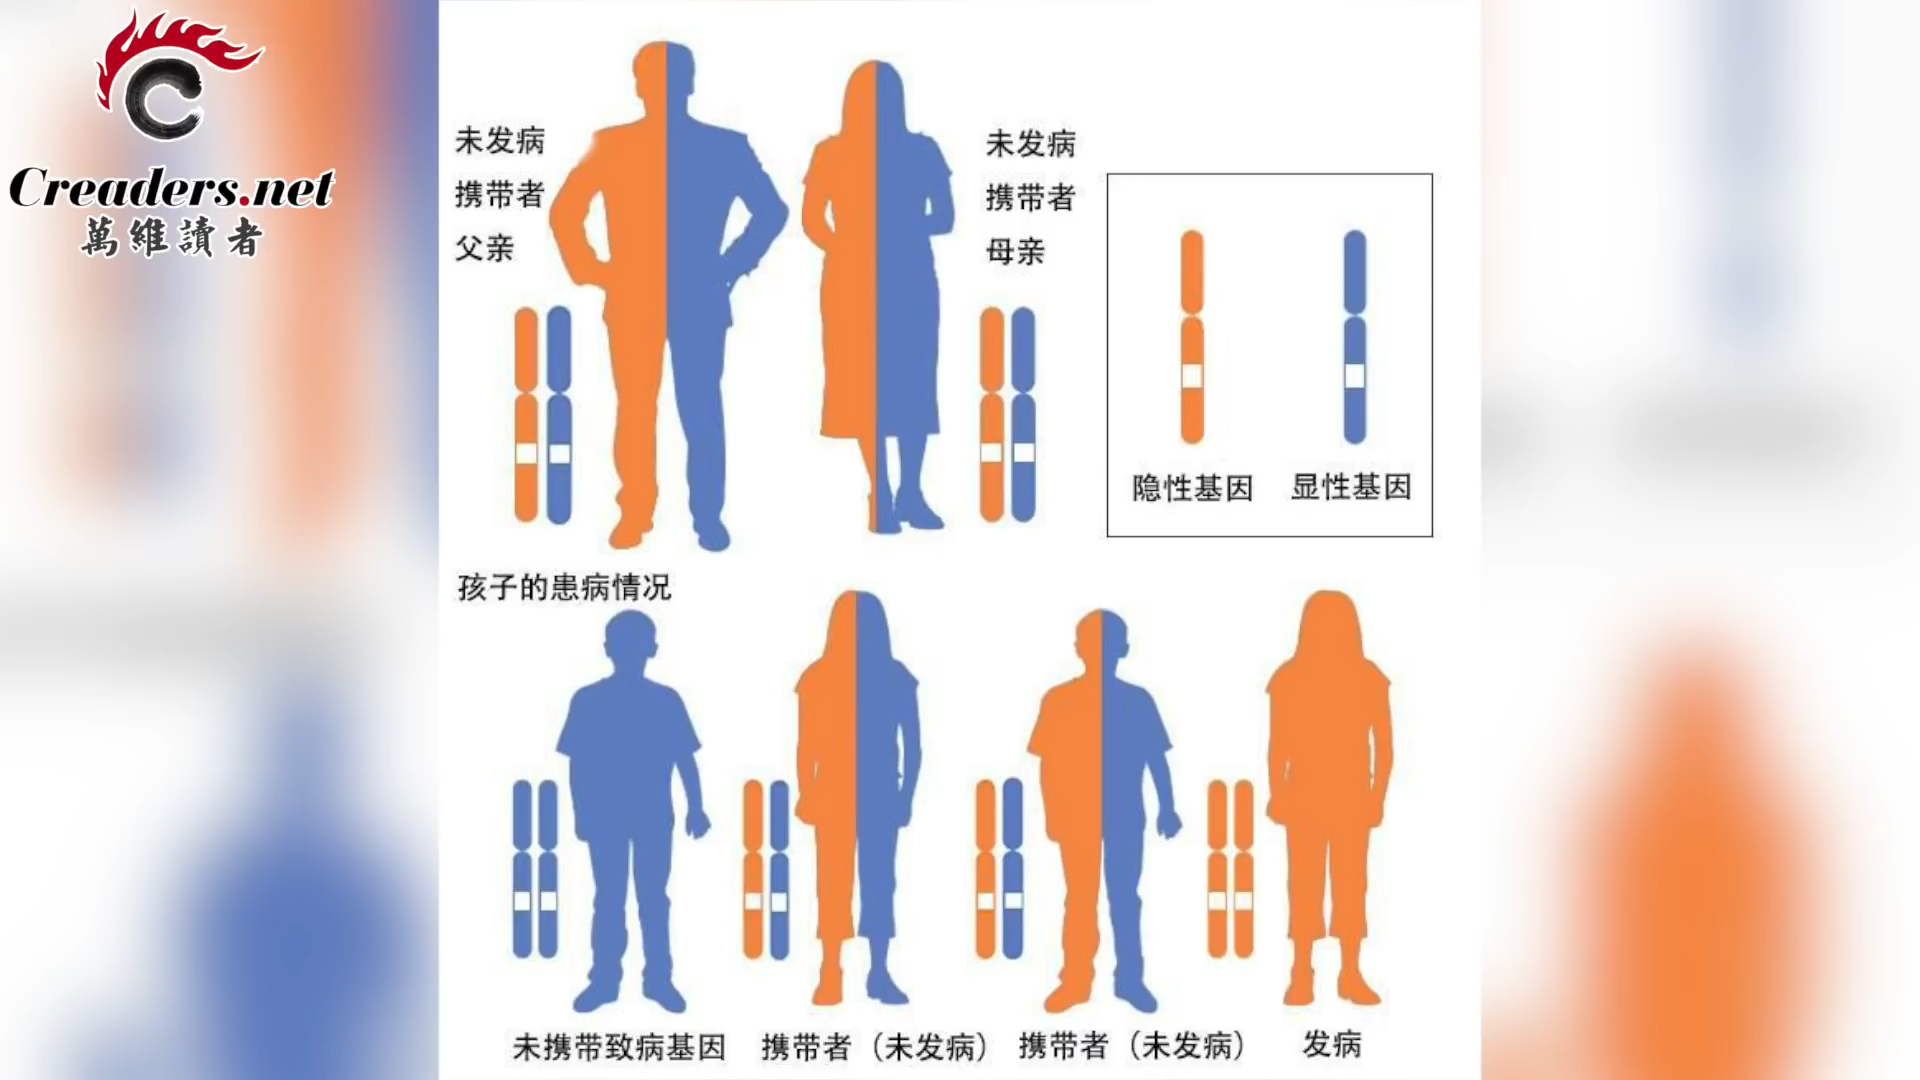 Creaders.net
萬維讀者
未发病
携带者
父亲
未发病
携带者
母亲
隐性基因
显性基因
孩子的患病情况
未携带致病基因
携带者（未发病）
携带者（未发病）
发病